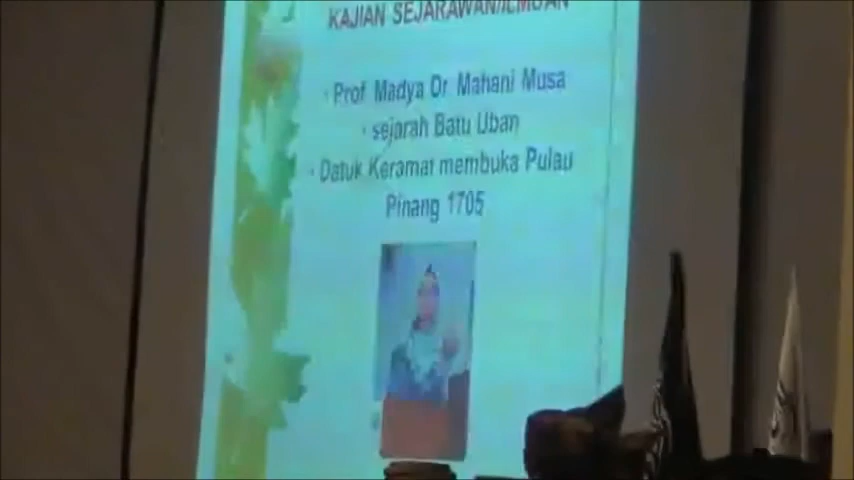 KAJIAN SEJARAWAN/ILMUAN
· Prof Madya Dr Mahani Musa
· sejarah Batu Uban
· Datuk Keramat membuka Pulau
Pinang 1705